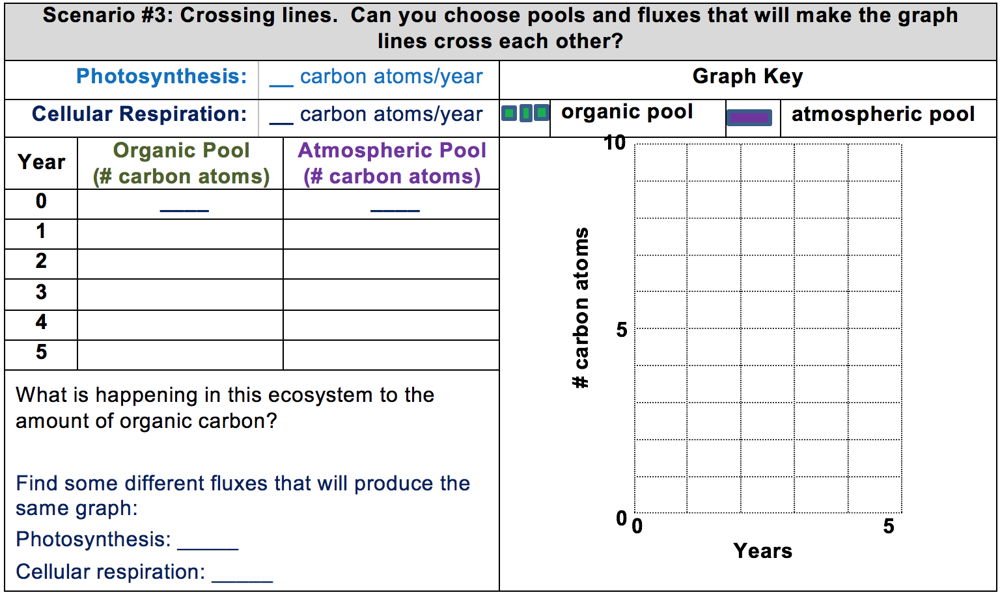 Scenario #3: Crossing lines.  Can you choose pools and fluxes that will make the graph
lines cross each other?
Photosynthesis: __ carbon atoms/year
Graph Key
Cellular Respiration: __ carbon atoms/year
organic pool
atmospheric pool
Year
Organic Pool
(# carbon atoms)
Atmospheric Pool
(# carbon atoms)
0 ____ ____
1
2
3
4
5
What is happening in this ecosystem to the
amount of organic carbon?
Find some different fluxes that will produce the
same graph:
Photosynthesis: _____
Cellular respiration: _____
10
# carbon atoms
5
0
0
5
Years